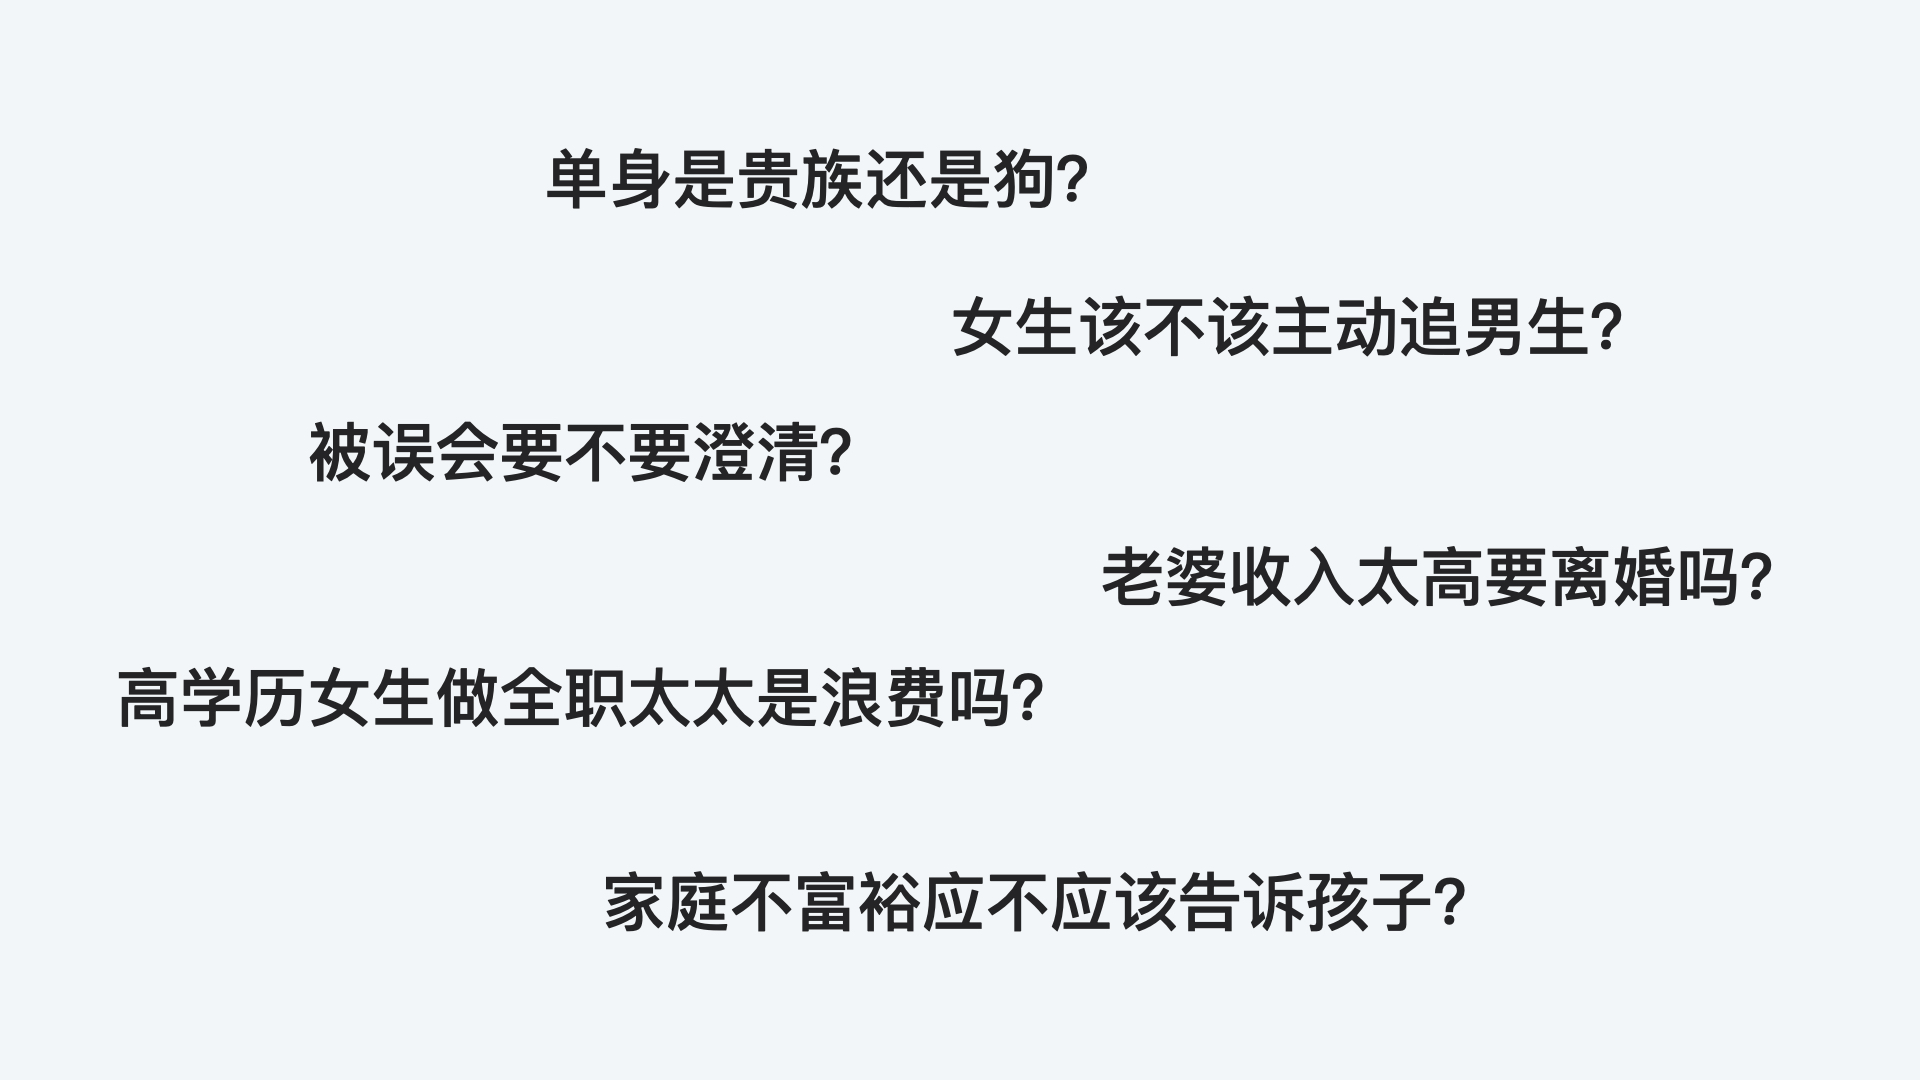 单身是贵族还是狗?
女生该不该主动追男生?
被误会要不要澄清?
老婆收入太高要离婚吗?
高学历女生做全职太太是浪费吗?
家庭不富裕应不应该告诉孩子?